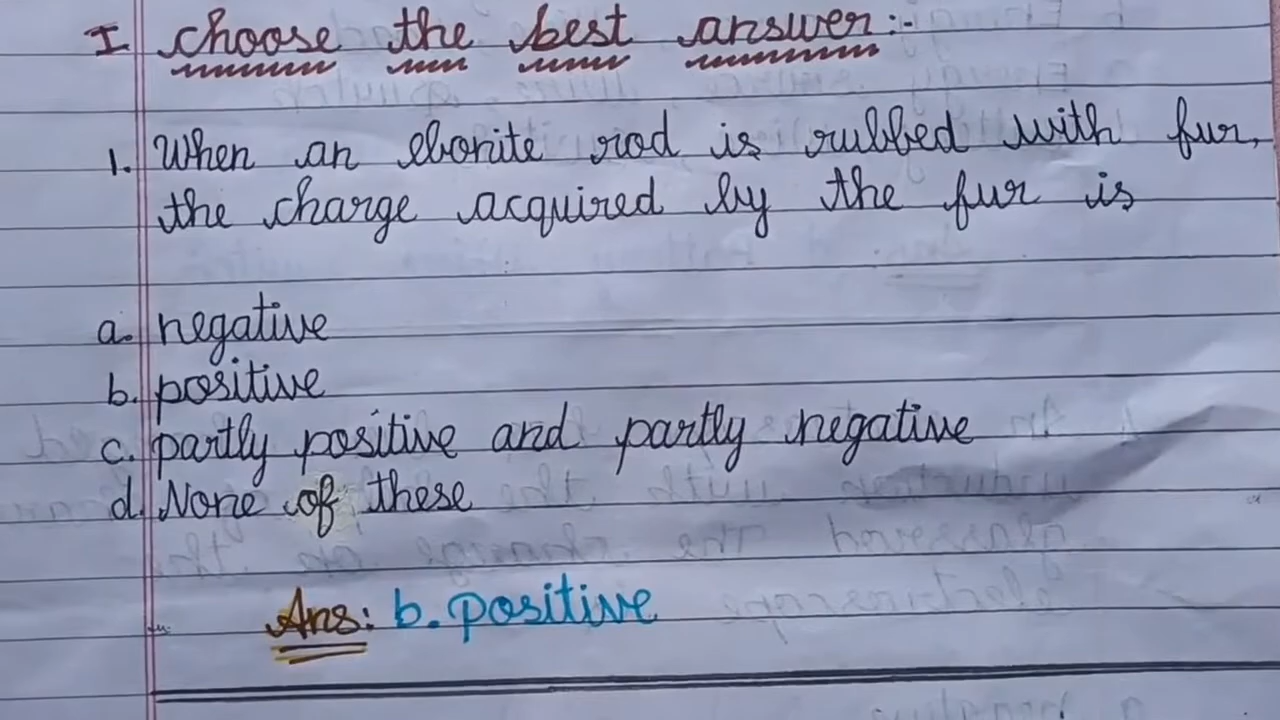 I choose the best answer:-
1. When an ebonite rod is rubbed with fur,
the charge acquired by the fur is
a. negative
b. positive
c. partly positive and partly negative
d. None of these
Ans: b. positive